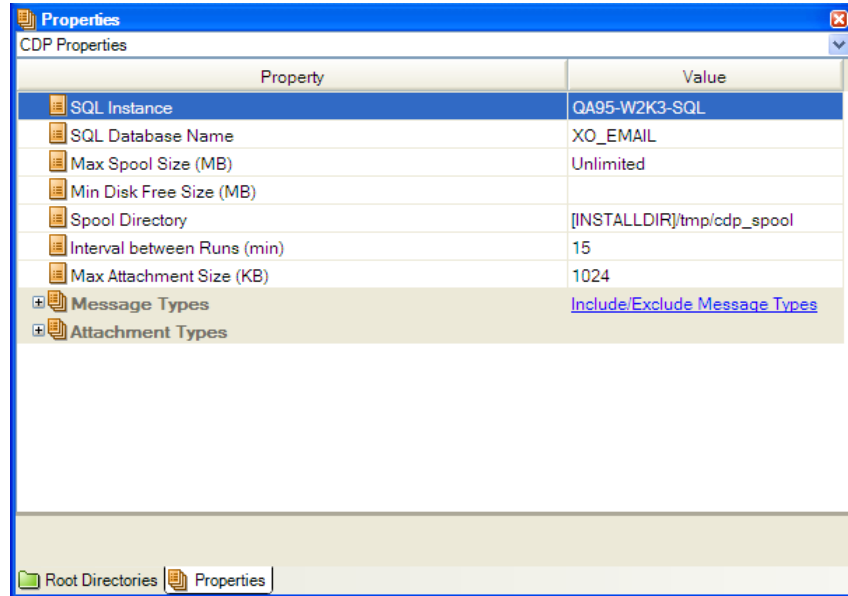 Properties
CDP Properties
Property Value
SQL Instance QA95-W2K3-SQL
SQL Database Name XO_EMAIL
Max Spool Size (MB) Unlimited
Min Disk Free Size (MB)
Spool Directory [INSTALLDIR]/tmp/cdp_spool
Interval between Runs (min) 15
Max Attachment Size (KB) 1024
Message Types Include/Exclude Message Types
Attachment Types
Root Directories Properties